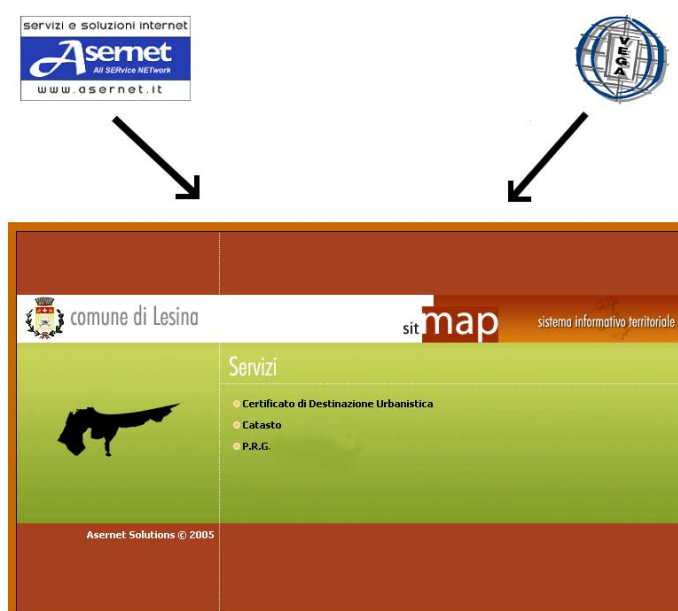 servizi e soluzioni internet
Asernet
All SERvice NETwork
www.asernet.it
VEGA
comune di Lesina
sit map
sistema informativo territoriale
Servizi
Certificato di Destinazione Urbanistica
Catasto
P.R.G.
Asernet Solutions © 2005